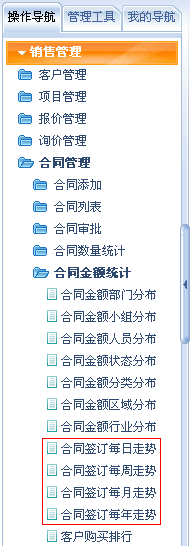 操作导航 管理工具 我的导航
销售管理
客户管理
项目管理
报价管理
询价管理
合同管理
合同添加
合同列表
合同审批
合同数量统计
合同金额统计
合同金额部门分布
合同金额小组分布
合同金额人员分布
合同金额状态分布
合同金额分类分布
合同金额区域分布
合同金额行业分布
合同签订每日走势
合同签订每周走势
合同签订每月走势
合同签订每年走势
客户购买排行